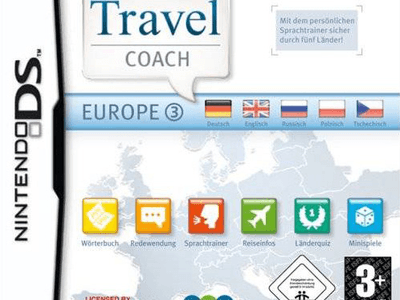 Travel
COACH
Mit dem persönlichen
Sprachtrainer sicher
durch fünf Länder!
EUROPE 3
Deutsch Englisch Russisch Polnisch Tschechisch
NINTENDO DS
Wörterbuch Redewendung Sprachtrainer Reiseinfos Länderquiz Minispiele
1
LICENSED BY
3+